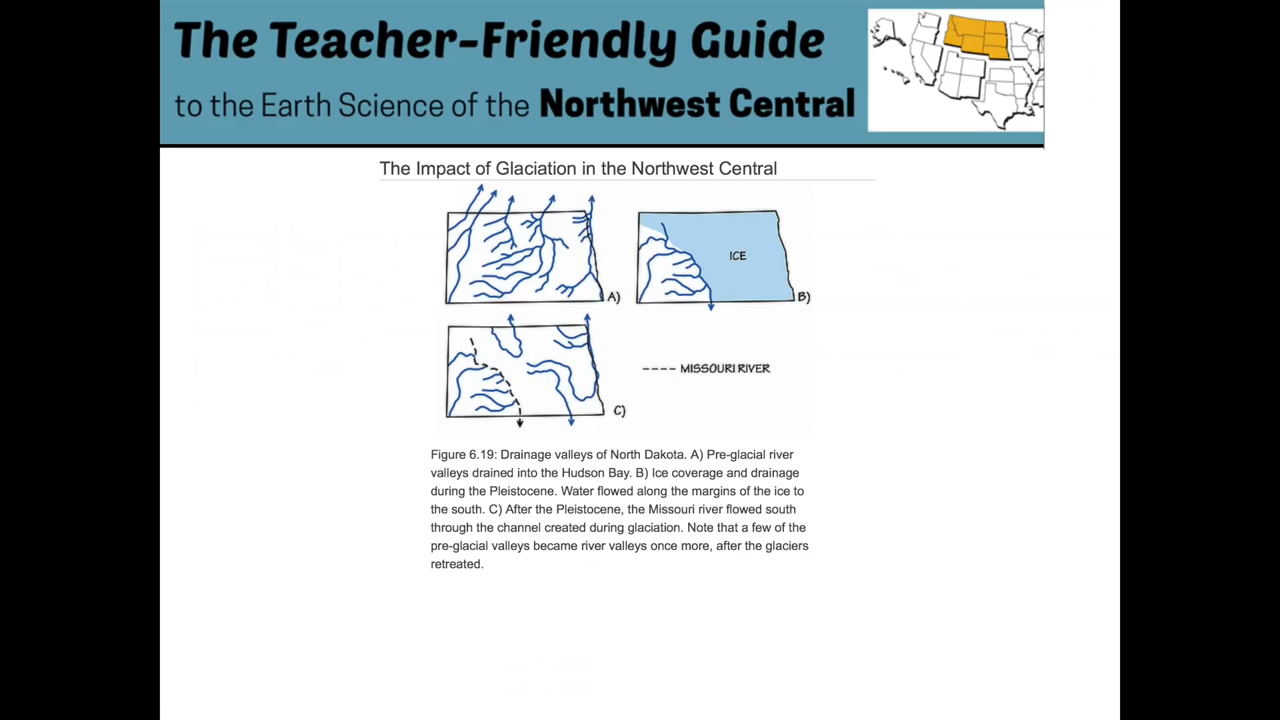 The Teacher-Friendly Guide
to the Earth Science of the Northwest Central
The Impact of Glaciation in the Northwest Central
A)
ICE
B)
MISSOURI RIVER
C)
Figure 6.19: Drainage valleys of North Dakota. A) Pre-glacial river
valleys drained into the Hudson Bay. B) Ice coverage and drainage
during the Pleistocene. Water flowed along the margins of the ice to
the south. C) After the Pleistocene, the Missouri river flowed south
through the channel created during glaciation. Note that a few of the
pre-glacial valleys became river valleys once more, after the glaciers
retreated.